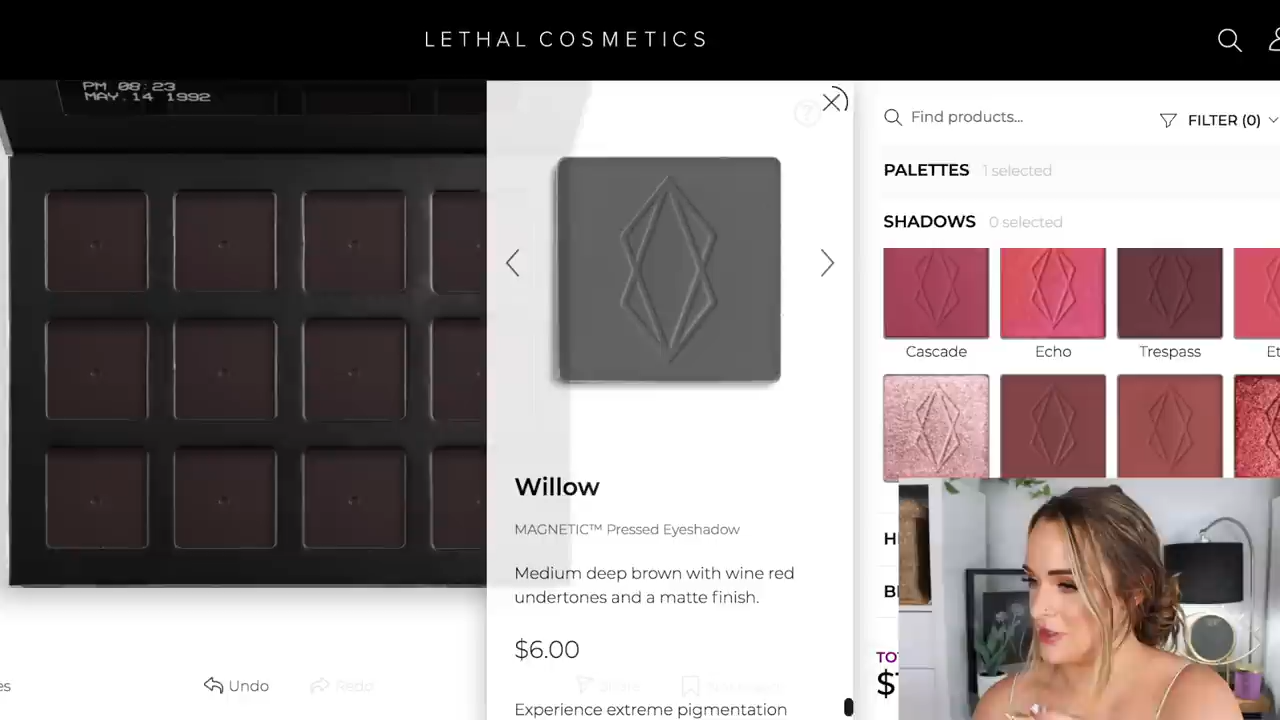 LETHAL COSMETICS
PM 08:23
MAY.14 1992
?
Find products...
FILTER (0)
PALETTES 1 selected
SHADOWS 0 selected
Cascade
Echo
Trespass
Willow
MAGNETIC™ Pressed Eyeshadow
Medium deep brown with wine red
undertones and a matte finish.
$6.00
Undo
Redo
Share
Experience extreme pigmentation